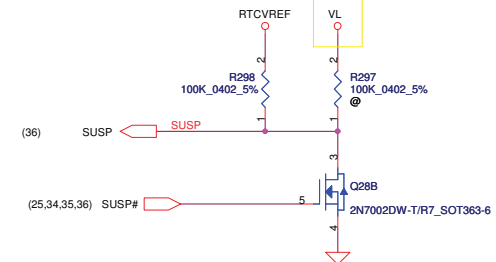 RTCVREF
VL
2
2
R298
100K_0402_5%
R297
100K_0402_5%
@
1
1
(36)
SUSP
SUSP
3
Q28B
(25,34,35,36)
SUSP#
5
2N7002DW-T/R7_SOT363-6
4